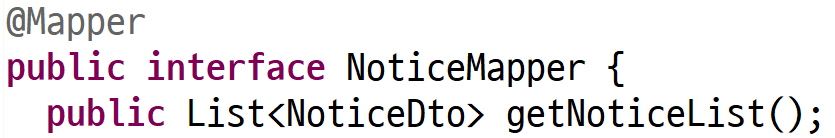 @Mapper
public interface NoticeMapper {
public List<NoticeDto> getNoticeList();